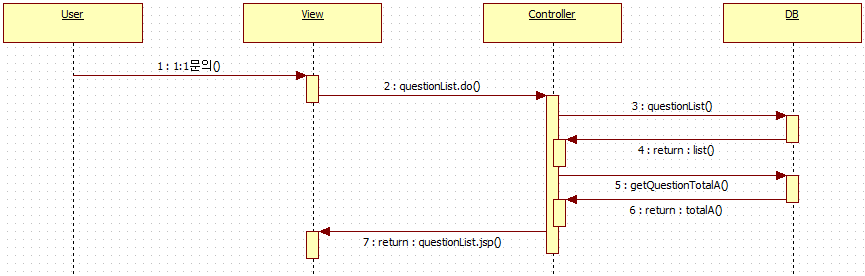 User
View
Controller
DB
1 : 1:1문의()
2 : questionList.do()
3 : questionList()
4 : return : list()
5 : getQuestionTotalA()
6 : return : totalA()
7 : return : questionList.jsp()